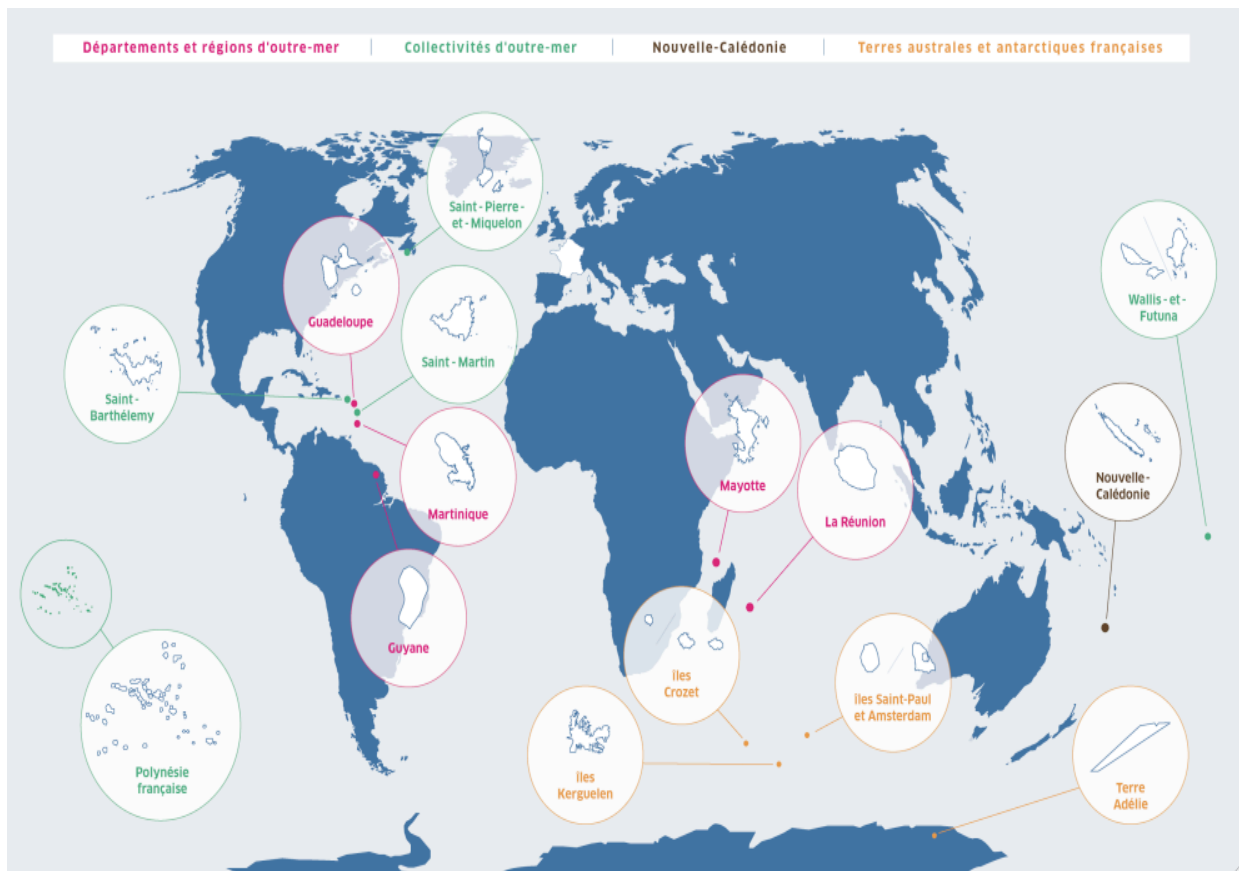 Départements et régions d'outre-mer
Collectivités d'outre-mer
Nouvelle-Calédonie
Terres australes et antarctiques françaises
Saint-Pierre-
et-Miquelon
Guadeloupe
Saint-Martin
Saint-
Barthélemy
Wallis-et-
Futuna
Martinique
Mayotte
La Réunion
Nouvelle-
Calédonie
Guyane
îles
Crozet
îles Saint-Paul
et Amsterdam
îles
Kerguelen
Polynésie
française
Terre
Adélie